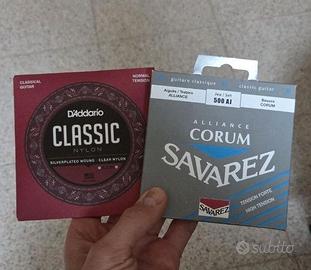 CLASSICAL
GUITAR
NORMAL
TENSION
D'Addario
CLASSIC
NYLON
SILVERPLATED WOUND · CLEAR NYLON
guitare classique
classic guitar
Aiguës / Trebles
ALLIANCE
Jeu / Set
500 AJ
Basses
CORUM
ALLIANCE
CORUM
SAVAREZ
SAVAREZ
TENSION FORTE
HIGH TENSION
subito